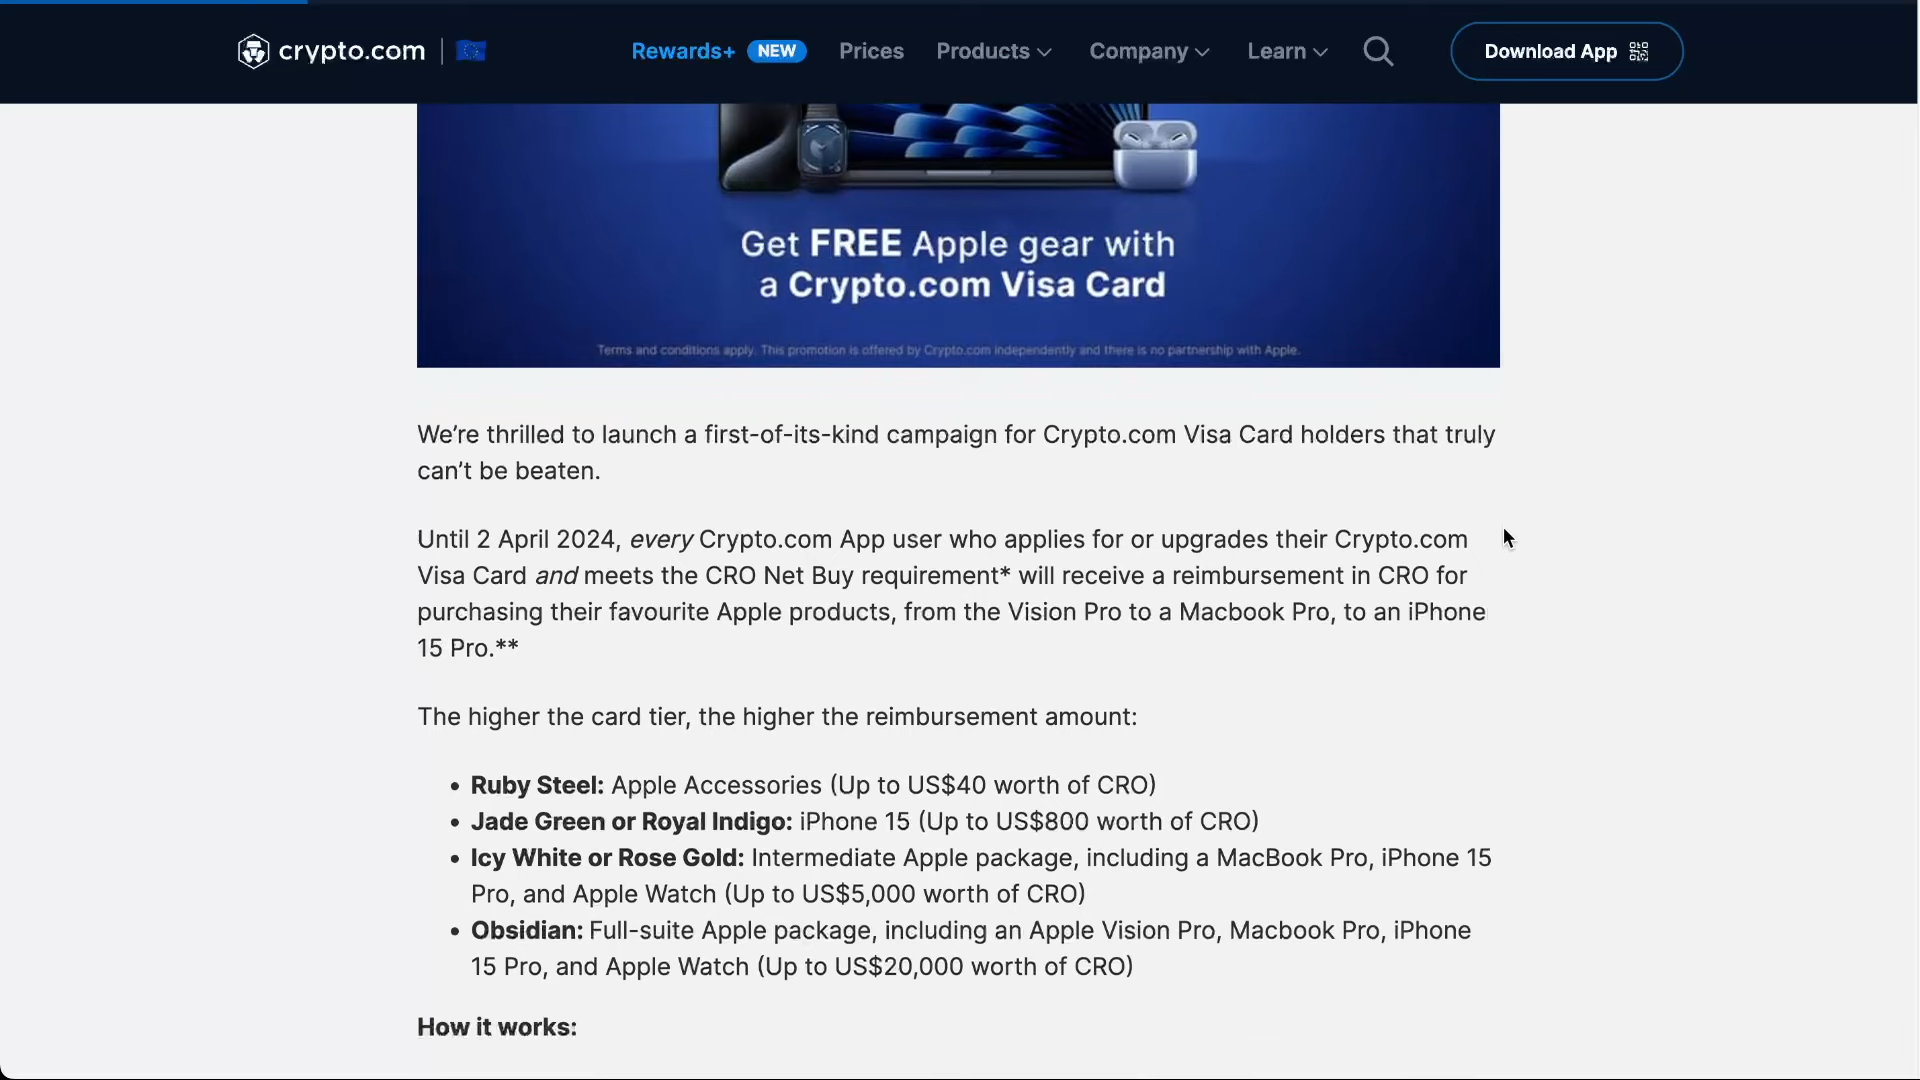 crypto.com
Rewards+ NEW Prices Products Company Learn Download App
Get FREE Apple gear with
a Crypto.com Visa Card
Terms and conditions apply. This promotion is offered by Crypto.com independently and there is no partnership with Apple.
We’re thrilled to launch a first-of-its-kind campaign for Crypto.com Visa Card holders that truly
can’t be beaten.
Until 2 April 2024, every Crypto.com App user who applies for or upgrades their Crypto.com
Visa Card and meets the CRO Net Buy requirement* will receive a reimbursement in CRO for
purchasing their favourite Apple products, from the Vision Pro to a Macbook Pro, to an iPhone
15 Pro.**
The higher the card tier, the higher the reimbursement amount:
• Ruby Steel: Apple Accessories (Up to US$40 worth of CRO)
• Jade Green or Royal Indigo: iPhone 15 (Up to US$800 worth of CRO)
• Icy White or Rose Gold: Intermediate Apple package, including a MacBook Pro, iPhone 15
Pro, and Apple Watch (Up to US$5,000 worth of CRO)
• Obsidian: Full-suite Apple package, including an Apple Vision Pro, Macbook Pro, iPhone
15 Pro, and Apple Watch (Up to US$20,000 worth of CRO)
How it works: